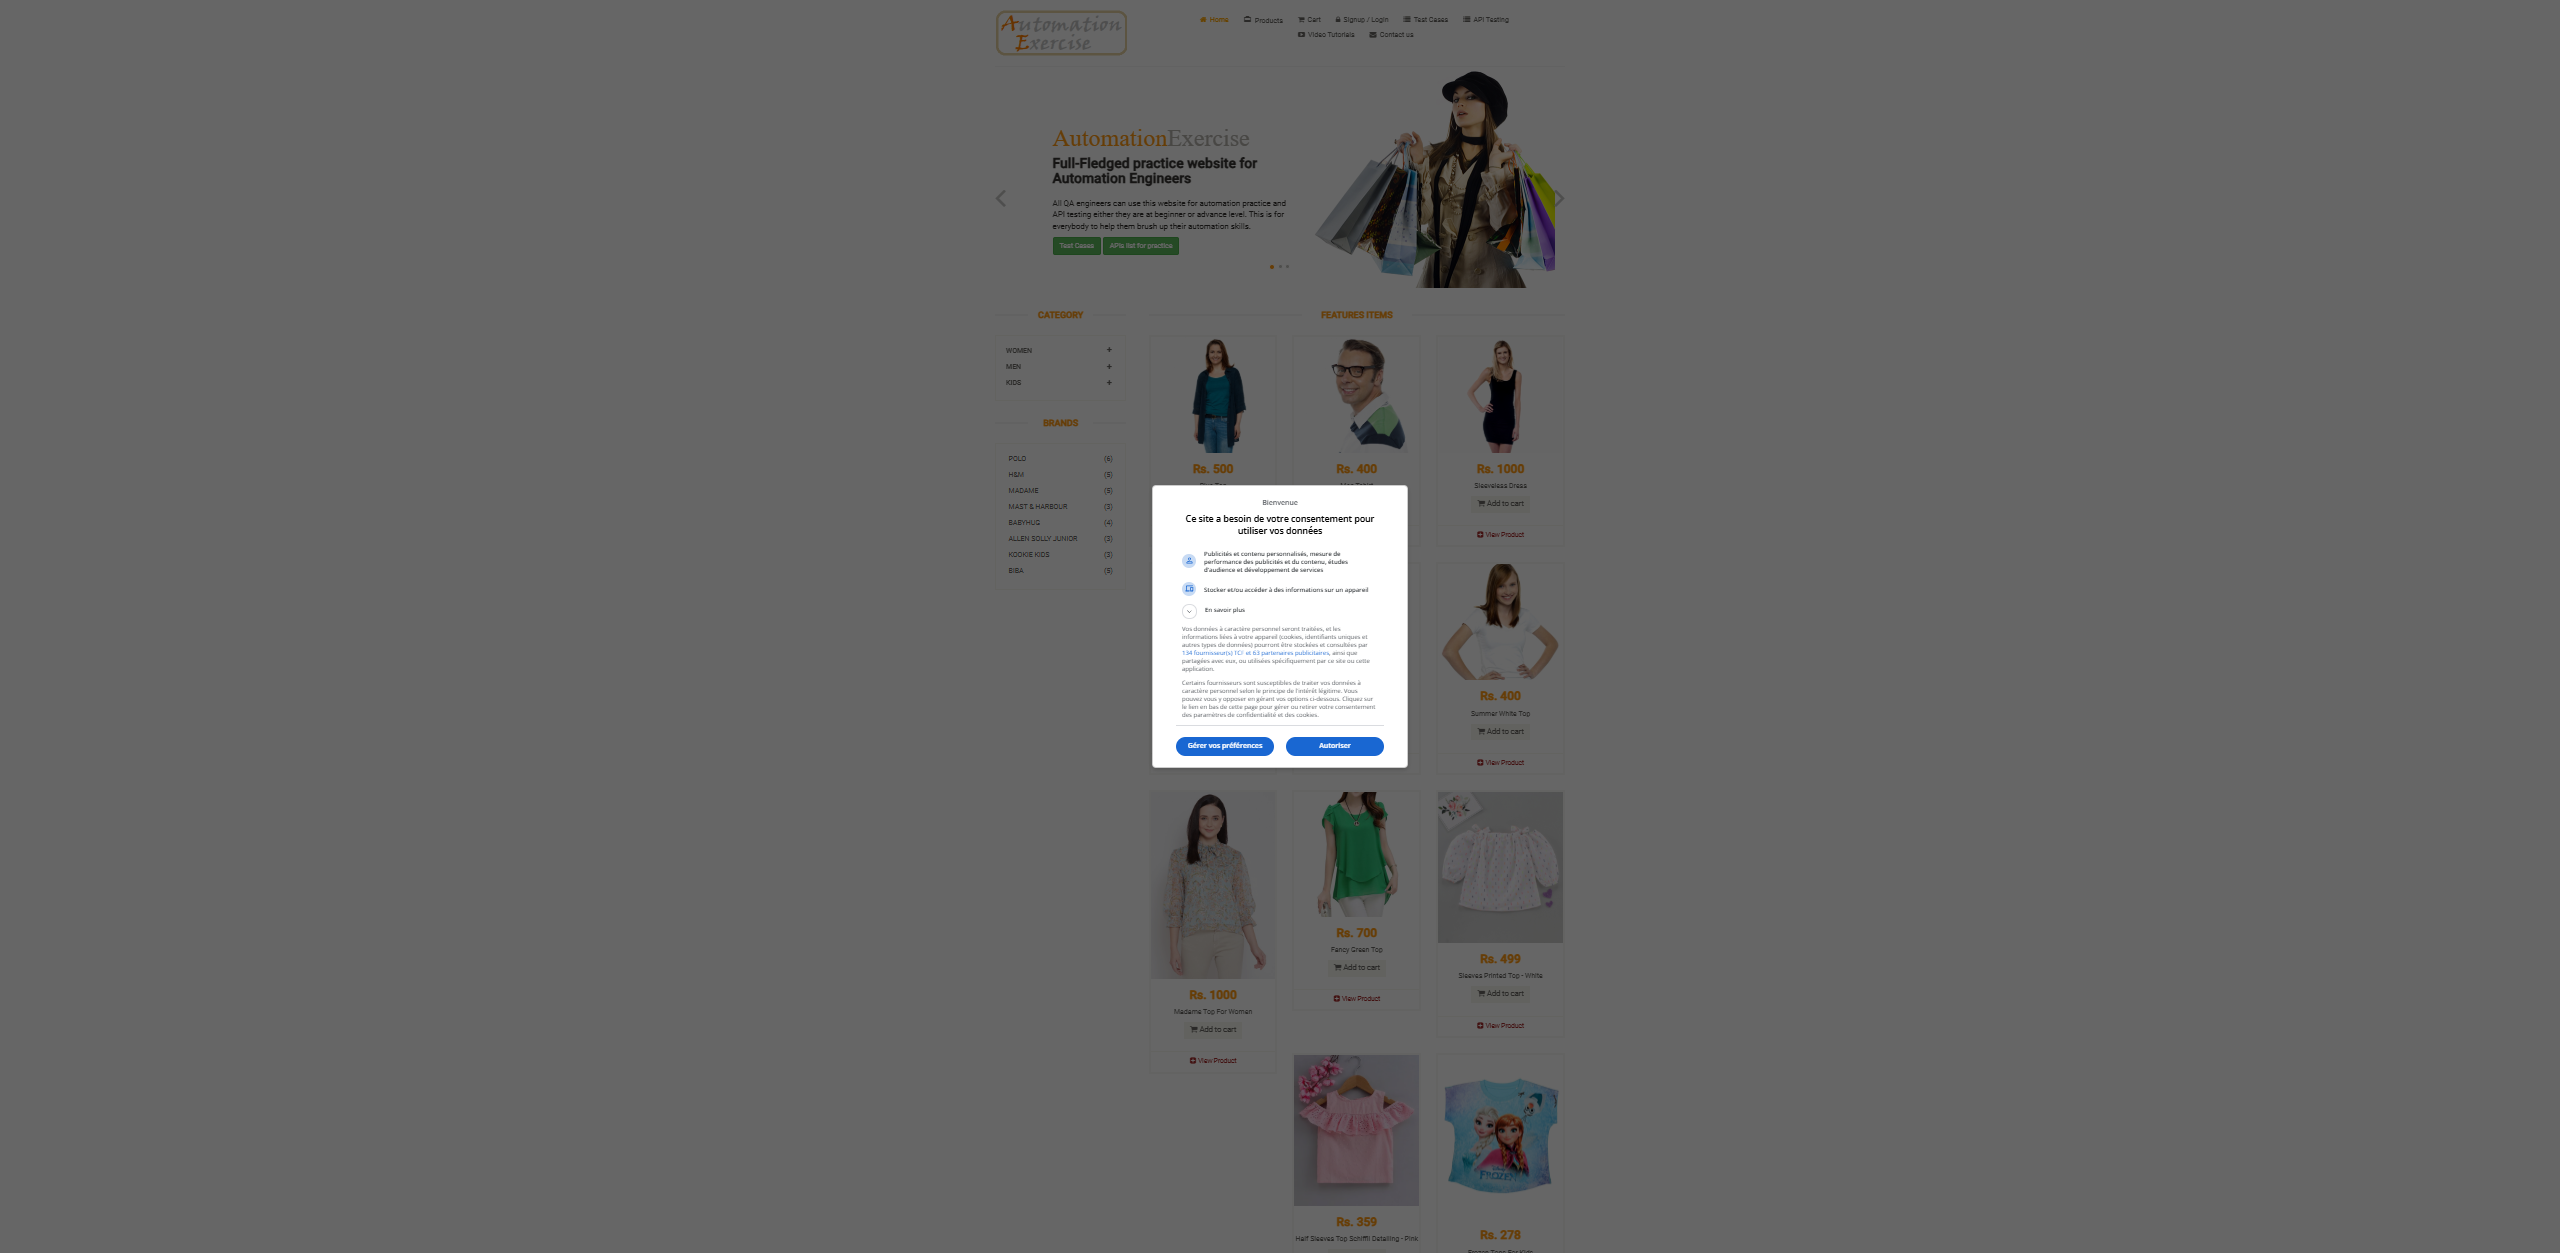 Automation
Exercise
Home
Products
Cart
Signup / Login
Test Cases
API Testing
Video Tutorials
Contact us
AutomationExercise
Full-Fledged practice website for
Automation Engineers
All QA engineers can use this website for automation practice and
API testing either they are at beginner or advance level. This is for
everybody to help them brush up their automation skills.
Test Cases
APIs list for practice
CATEGORY
WOMEN
MEN
KIDS
BRANDS
POLO (6)
H&M (5)
MADAME (5)
MAST & HARBOUR (3)
BABYHUG (4)
ALLEN SOLLY JUNIOR (3)
KOOKIE KIDS (3)
BIBA (5)
FEATURES ITEMS
Rs. 500
Rs. 400
Rs. 1000
Sleeveless Dress
Add to cart
View Product
Bienvenue
Ce site a besoin de votre consentement pour
utiliser vos données
Publicités et contenu personnalisés, mesure de
performance des publicités et du contenu, études
d'audience et développement de services
Stocker et/ou accéder à des informations sur un appareil
En savoir plus
Vos données à caractère personnel seront traitées, et les
informations liées à votre appareil (cookies, identifiants uniques et
autres types de données) pourront être stockées et consultées par
134 fournisseur(s) TCF et 63 partenaires publicitaires, ainsi que
partagées avec eux, ou utilisées spécifiquement par ce site ou cette
application.
Certains fournisseurs sont susceptibles de traiter vos données à
caractère personnel selon le principe de l'intérêt légitime. Vous
pouvez vous y opposer en gérant vos options ci-dessous. Cliquez sur
le lien en bas de cette page pour gérer ou retirer votre consentement
des paramètres de confidentialité et des cookies.
Gérer vos préférences
Autoriser
Rs. 400
Summer White Top
Add to cart
View Product
Rs. 1000
Madame Top For Women
Add to cart
View Product
Rs. 700
Fancy Green Top
Add to cart
View Product
Rs. 499
Sleeves Printed Top - White
Add to cart
View Product
Rs. 359
Half Sleeves Top Schiffli Detailing - Pink
FROZEN
Rs. 278